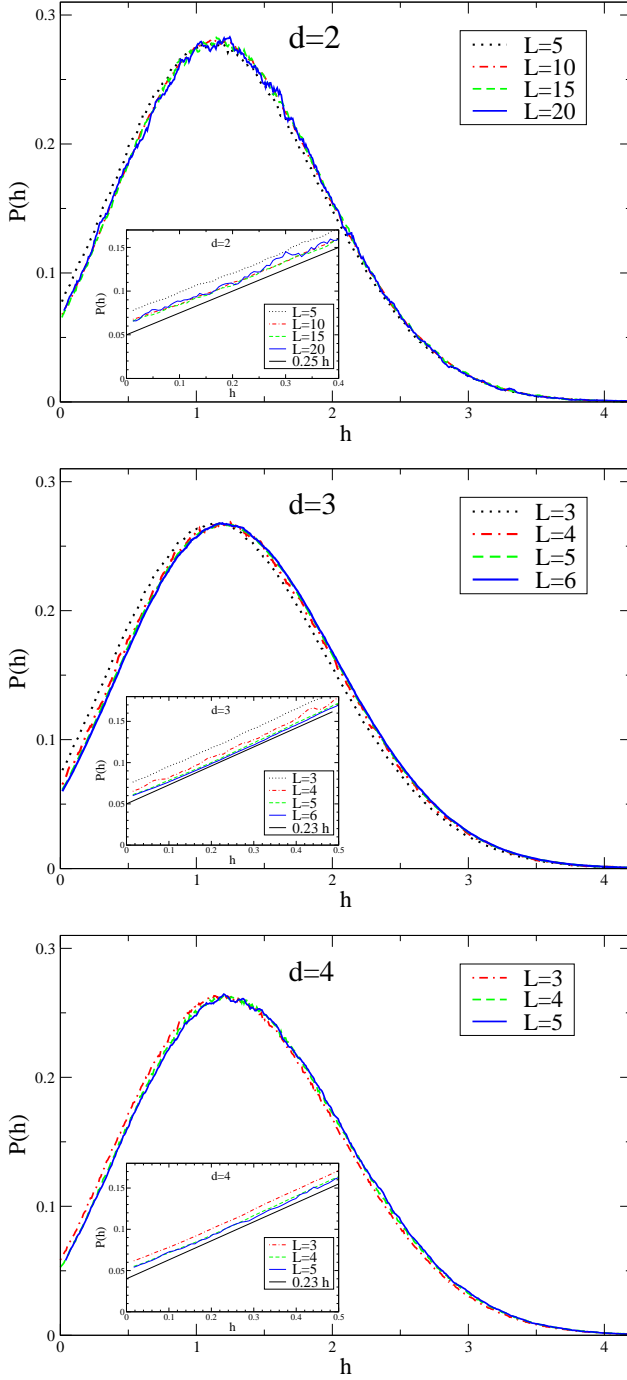 d=2
P(h)
0.3
0.2
0.1
0
L=5
L=10
L=15
L=20
0 1 2 3 4
h
d=2
P(h)
0.15
0.1
0.05
0
L=5
L=10
L=15
L=20
0.25 h
0 0.1 0.2 0.3 0.4
h
d=3
P(h)
0.3
0.2
0.1
0
L=3
L=4
L=5
L=6
0 1 2 3 4
h
d=3
P(h)
0.15
0.1
0.05
0
L=3
L=4
L=5
L=6
0.23 h
0 0.1 0.2 0.3 0.4 0.5
h
d=4
P(h)
0.3
0.2
0.1
0
L=3
L=4
L=5
0 1 2 3 4
h
d=4
P(h)
0.15
0.1
0.05
0
L=3
L=4
L=5
0.23 h
0 0.1 0.2 0.3 0.4 0.5
h